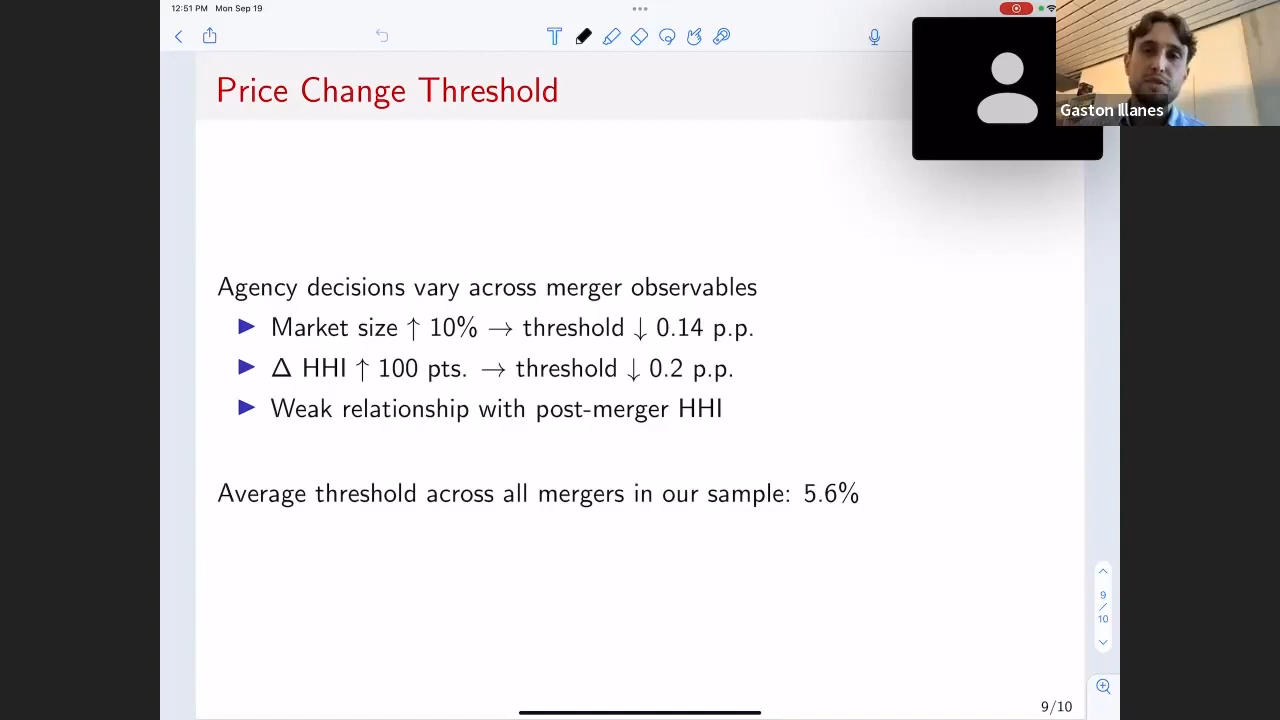 12:51 PM Mon Sep 19
Price Change Threshold
Gaston Illanes
Agency decisions vary across merger observables
▶ Market size ↑ 10% → threshold ↓ 0.14 p.p.
▶ Δ HHI ↑ 100 pts. → threshold ↓ 0.2 p.p.
▶ Weak relationship with post-merger HHI
Average threshold across all mergers in our sample: 5.6%
9
/
10
9/10